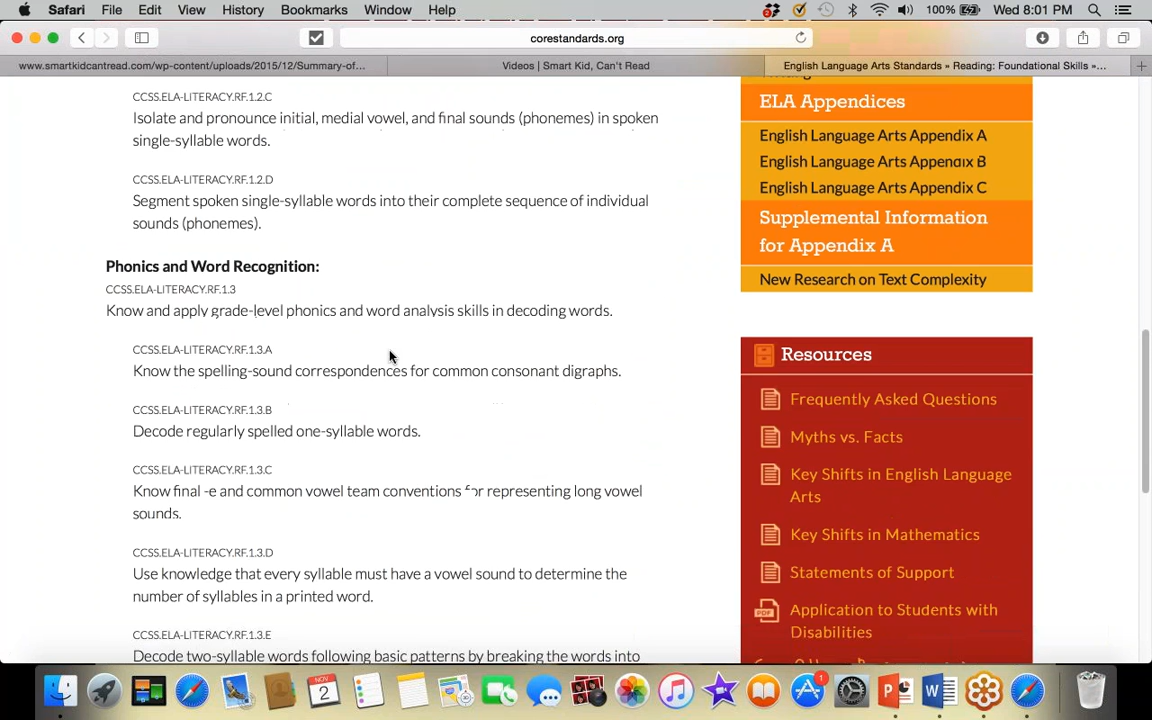 Safari File Edit View History Bookmarks Window Help 2 100% Wed 8:01 PM
corestandards.org
www.smartkidcantread.com/wp-content/uploads/2015/12/Summary-of... Videos | Smart Kid, Can't Read English Language Arts Standards » Reading: Foundational Skills »...
CCSS.ELA-LITERACY.RF.1.2.C
Isolate and pronounce initial, medial vowel, and final sounds (phonemes) in spoken
single-syllable words.
CCSS.ELA-LITERACY.RF.1.2.D
Segment spoken single-syllable words into their complete sequence of individual
sounds (phonemes).
Phonics and Word Recognition:
CCSS.ELA-LITERACY.RF.1.3
Know and apply grade-level phonics and word analysis skills in decoding words.
CCSS.ELA-LITERACY.RF.1.3.A
Know the spelling-sound correspondences for common consonant digraphs.
CCSS.ELA-LITERACY.RF.1.3.B
Decode regularly spelled one-syllable words.
CCSS.ELA-LITERACY.RF.1.3.C
Know final -e and common vowel team conventions for representing long vowel
sounds.
CCSS.ELA-LITERACY.RF.1.3.D
Use knowledge that every syllable must have a vowel sound to determine the
number of syllables in a printed word.
CCSS.ELA-LITERACY.RF.1.3.E
Decode two-syllable words following basic patterns by breaking the words into
ELA Appendices
English Language Arts Appendix A
English Language Arts Appendix B
English Language Arts Appendix C
Supplemental Information
for Appendix A
New Research on Text Complexity
Resources
Frequently Asked Questions
Myths vs. Facts
Key Shifts in English Language
Arts
Key Shifts in Mathematics
Statements of Support
PDF
Application to Students with
Disabilities
NOV
2
1
P
W